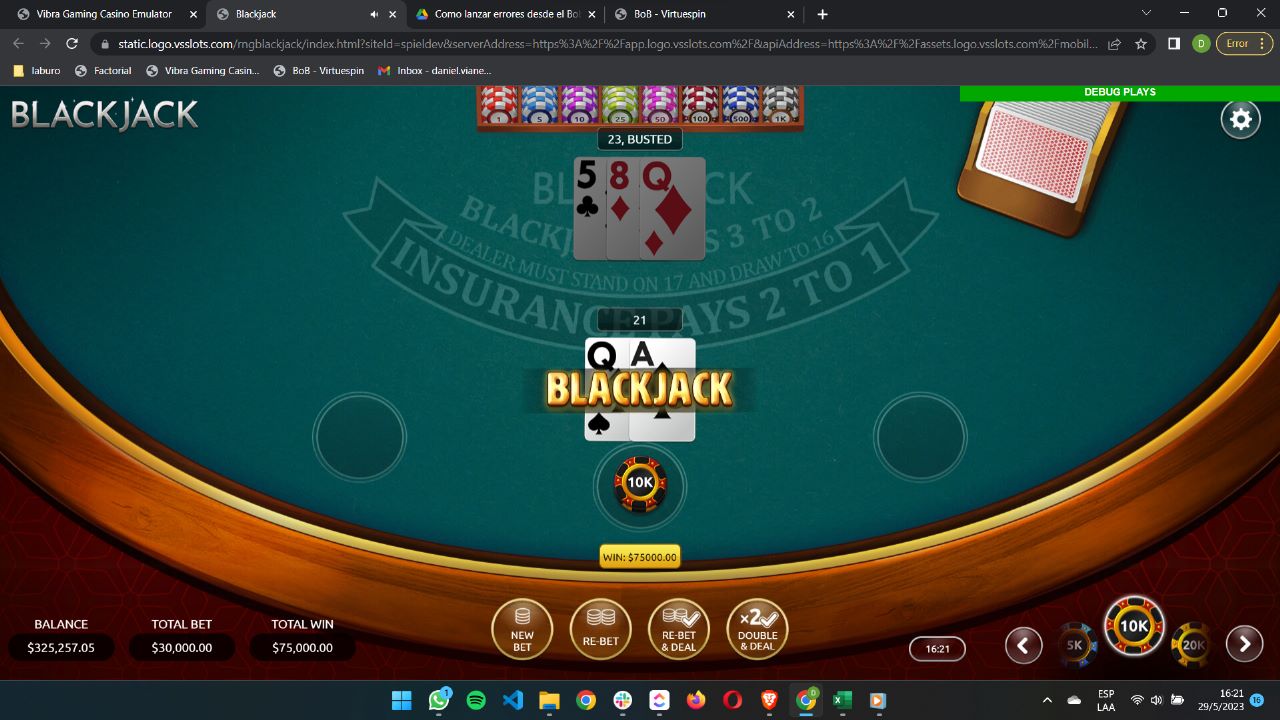 Vibra Gaming Casino Emulator
Blackjack
Como lanzar errores desde el Bo
BoB - Virtuespin
static.logo.vsslots.com/rngblackjack/index.html?siteId=spieldev&serverAddress=https%3A%2F%2Fapp.logo.vsslots.com%2F&apiAddress=https%3A%2F%2Fassets.logo.vsslots.com%2Fmobil...
D
Error
laburo
Factorial
Vibra Gaming Casin...
BoB - Virtuespin
Inbox - daniel.viane...
DEBUG PLAYS
BLACKJACK
1 5 10 25 50 100 500 1K
23, BUSTED
5 8 Q
BLACKJACK PAYS 3 TO 2
DEALER MUST STAND ON 17 AND DRAW TO 16
INSURANCE PAYS 2 TO 1
21
Q A
BLACKJACK
10K
WIN: $75000.00
BALANCE
$325,257.05
TOTAL BET
$30,000.00
TOTAL WIN
$75,000.00
NEW
BET
RE-BET
RE-BET
& DEAL
×2
DOUBLE
& DEAL
16:21
5K
10K
20K
1
D
ESP
LAA
16:21
29/5/2023
16